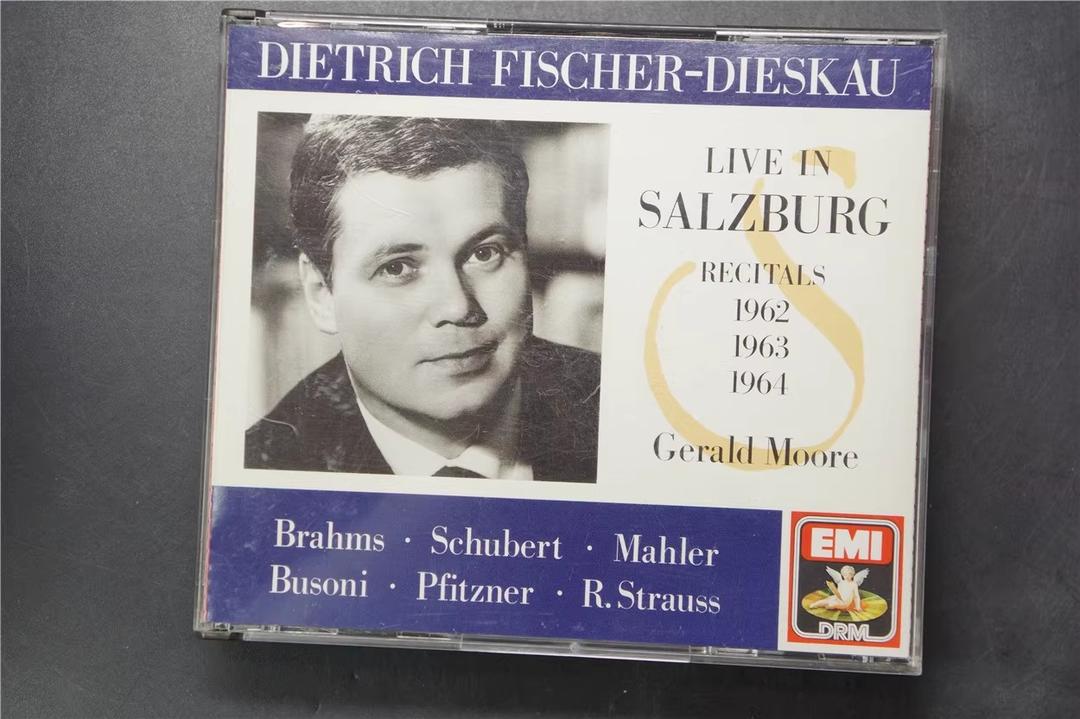 DIETRICH FISCHER-DIESKAU
LIVE IN
SALZBURG
RECITALS
1962
1963
1964
Gerald Moore
Brahms · Schubert · Mahler
Busoni · Pfitzner · R. Strauss
EMI
DRM